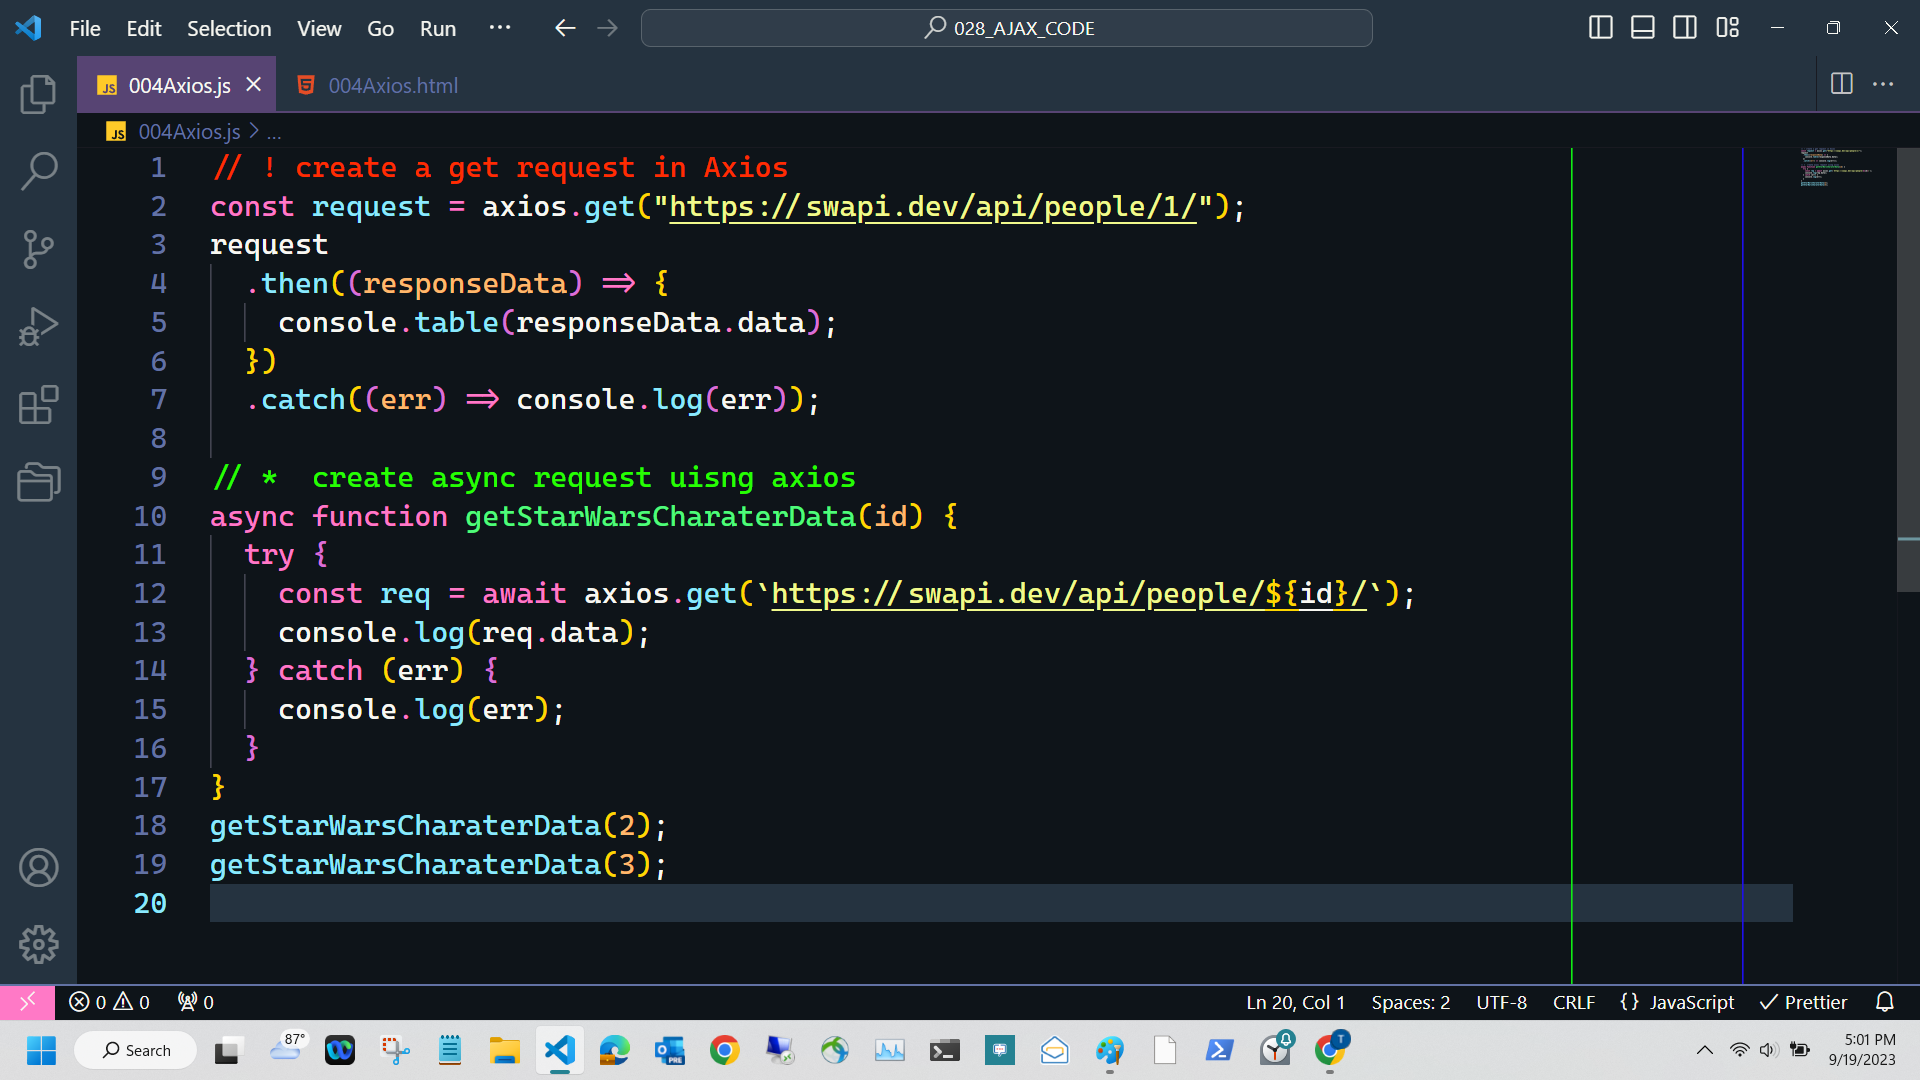 File Edit Selection View Go Run ··· 028_AJAX_CODE
JS 004Axios.js 004Axios.html
JS 004Axios.js > ...
1 // ! create a get request in Axios
2 const request = axios.get("https://swapi.dev/api/people/1/");
3 request
4 .then((responseData) => {
5 console.table(responseData.data);
6 })
7 .catch((err) => console.log(err));
8
9 // * create async request uisng axios
10 async function getStarWarsCharaterData(id) {
11 try {
12 const req = await axios.get(`https://swapi.dev/api/people/${id}/`);
13 console.log(req.data);
14 } catch (err) {
15 console.log(err);
16 }
17 }
18 getStarWarsCharaterData(2);
19 getStarWarsCharaterData(3);
20
0 0 0 Ln 20, Col 1 Spaces: 2 UTF-8 CRLF {} JavaScript Prettier
Search 87° PRE T 5:01 PM
9/19/2023